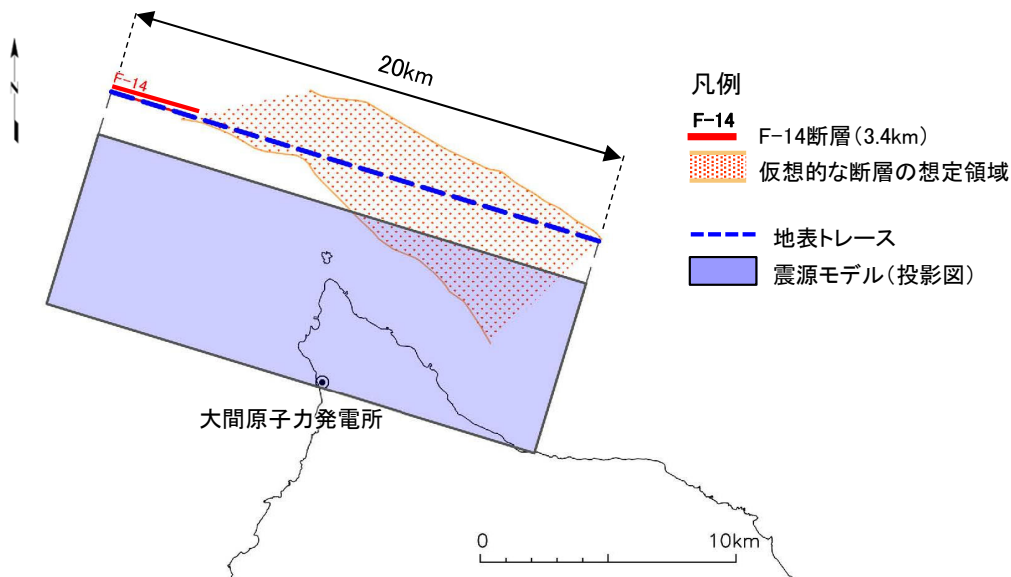 20km
N
F-14
凡例
F-14
F-14断層(3.4km)
仮想的な断層の想定領域
地表トレース
震源モデル(投影図)
大間原子力発電所
0
10km